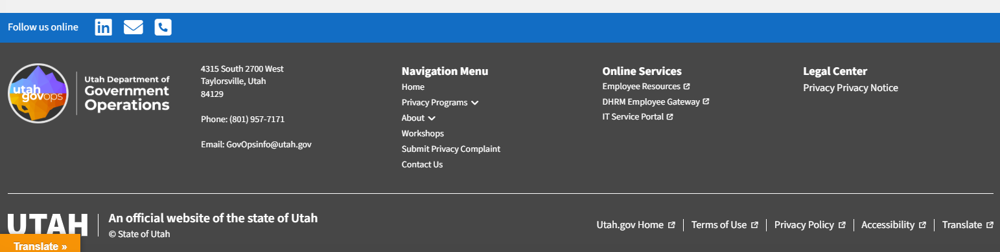 Follow us online
utah
govops
Utah Department of
Government
Operations
4315 South 2700 West
Taylorsville, Utah
84129
Phone: (801) 957-7171
Email: GovOpsinfo@utah.gov
Navigation Menu
Home
Privacy Programs
About
Workshops
Submit Privacy Complaint
Contact Us
Online Services
Employee Resources
DHRM Employee Gateway
IT Service Portal
Legal Center
Privacy Privacy Notice
UTAH
An official website of the state of Utah
© State of Utah
Utah.gov Home
Terms of Use
Privacy Policy
Accessibility
Translate
Translate »